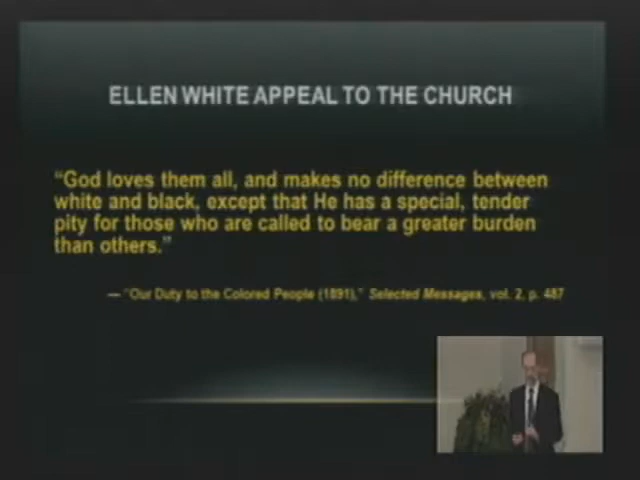 ELLEN WHITE APPEAL TO THE CHURCH
“God loves them all, and makes no difference between
white and black, except that He has a special, tender
pity for those who are called to bear a greater burden
than others.”
— “Our Duty to the Colored People (1891),” Selected Messages, vol. 2, p. 487